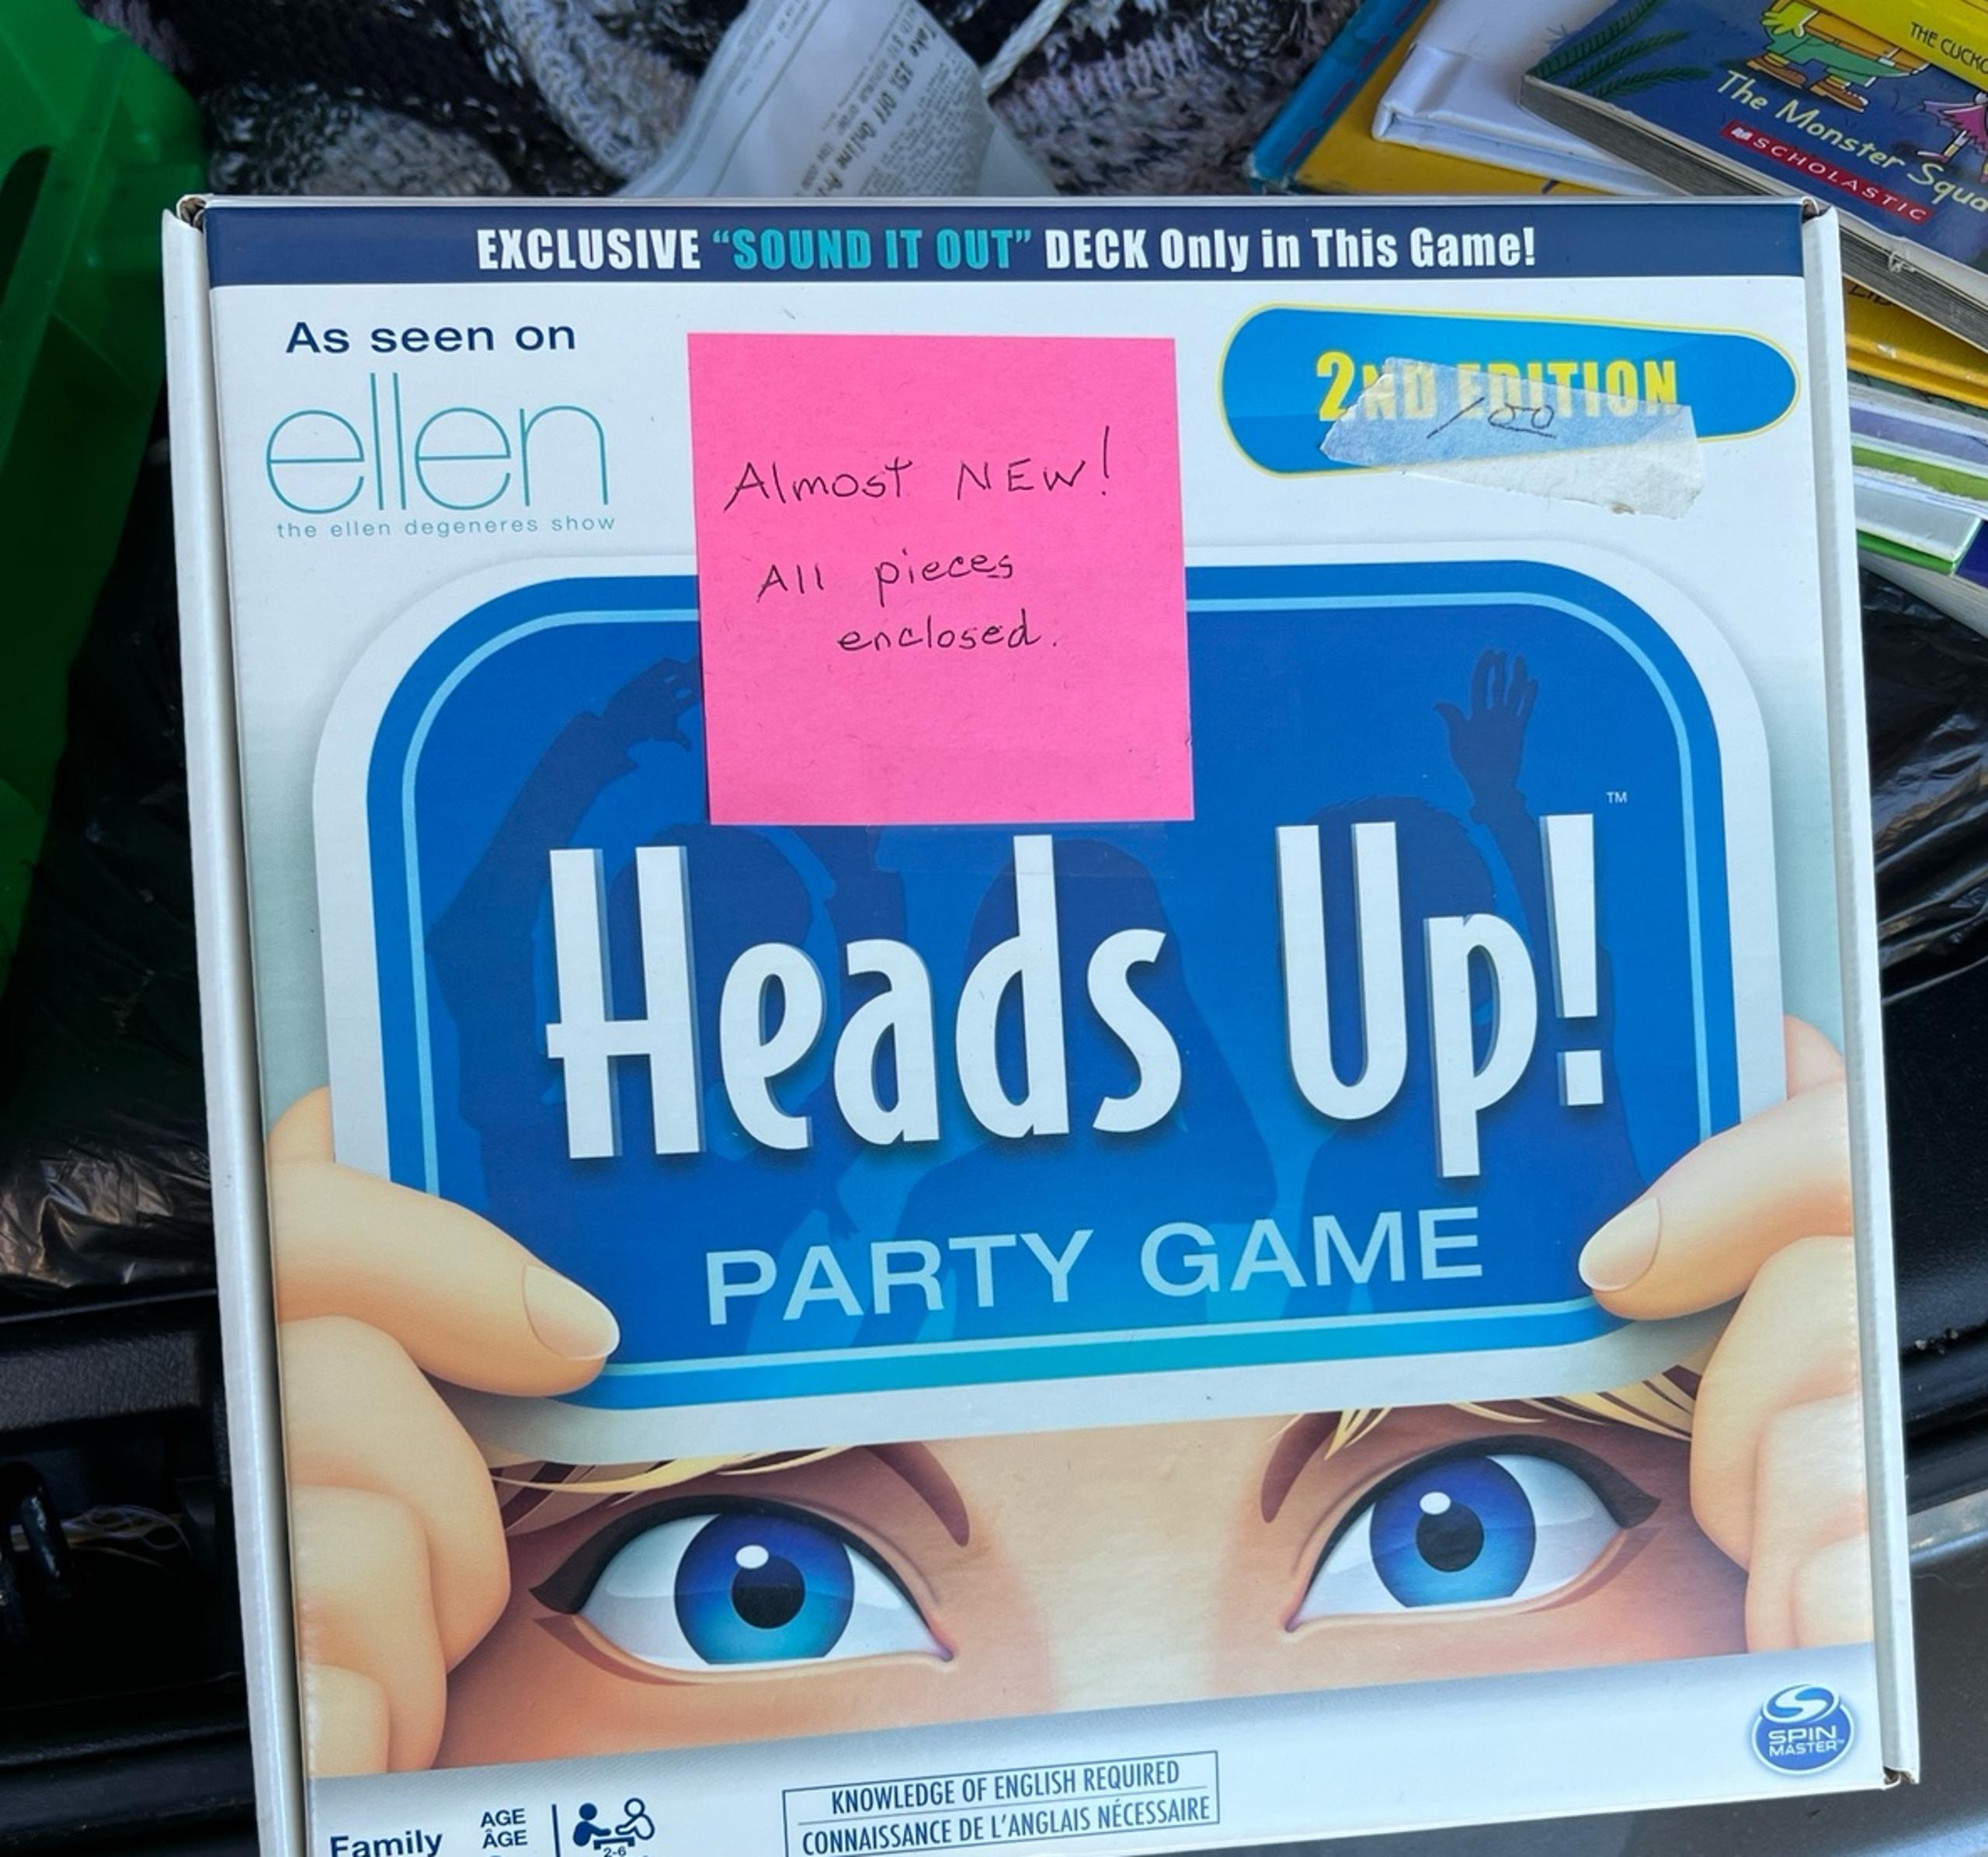 THE CUCKO
The Monster Squa
SCHOLASTIC
EXCLUSIVE “SOUND IT OUT” DECK Only in This Game!
As seen on
ellen
the ellen degeneres show
2ND EDITION
1 00
Almost NEW!
All pieces
enclosed.
Heads Up!™
PARTY GAME
SPIN
MASTER™
KNOWLEDGE OF ENGLISH REQUIRED
CONNAISSANCE DE L'ANGLAIS NÉCESSAIRE
Family
AGE
ÂGE
2-6